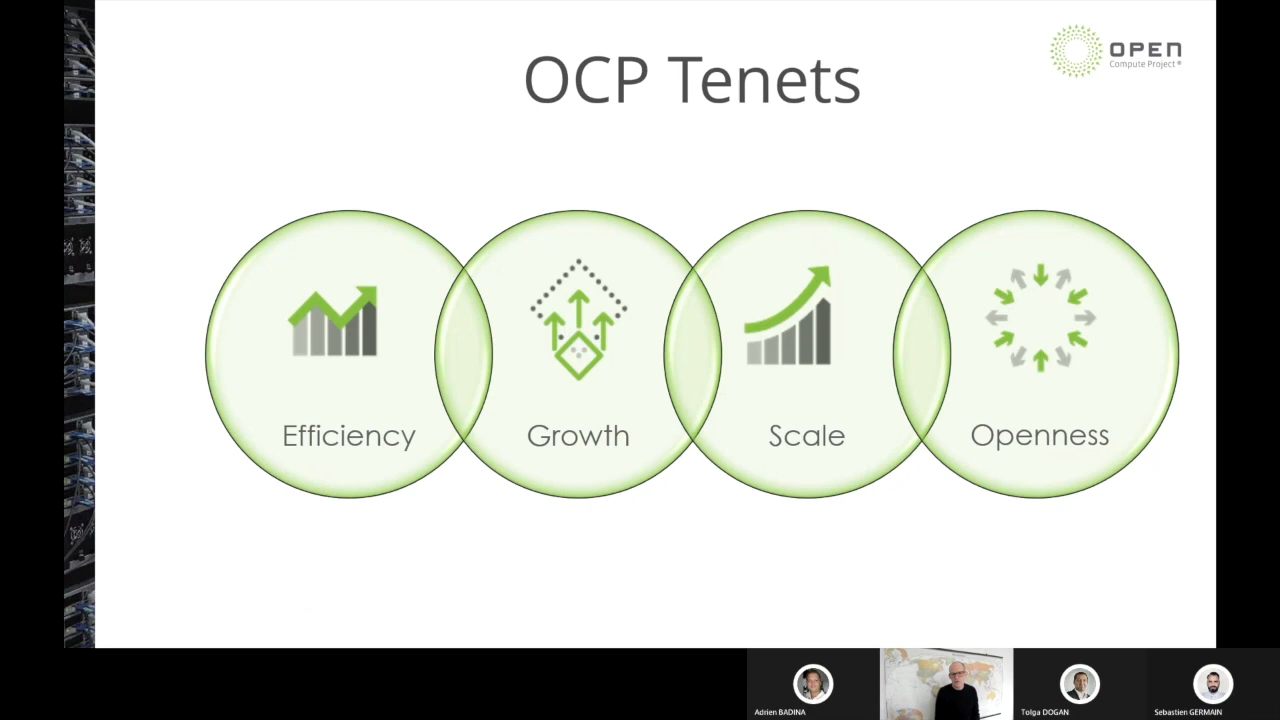 OCP Tenets
OPEN
Compute Project®
Efficiency
Growth
Scale
Openness
Adrien BADINA
Tolga DOGAN
Sebastien GERMAIN